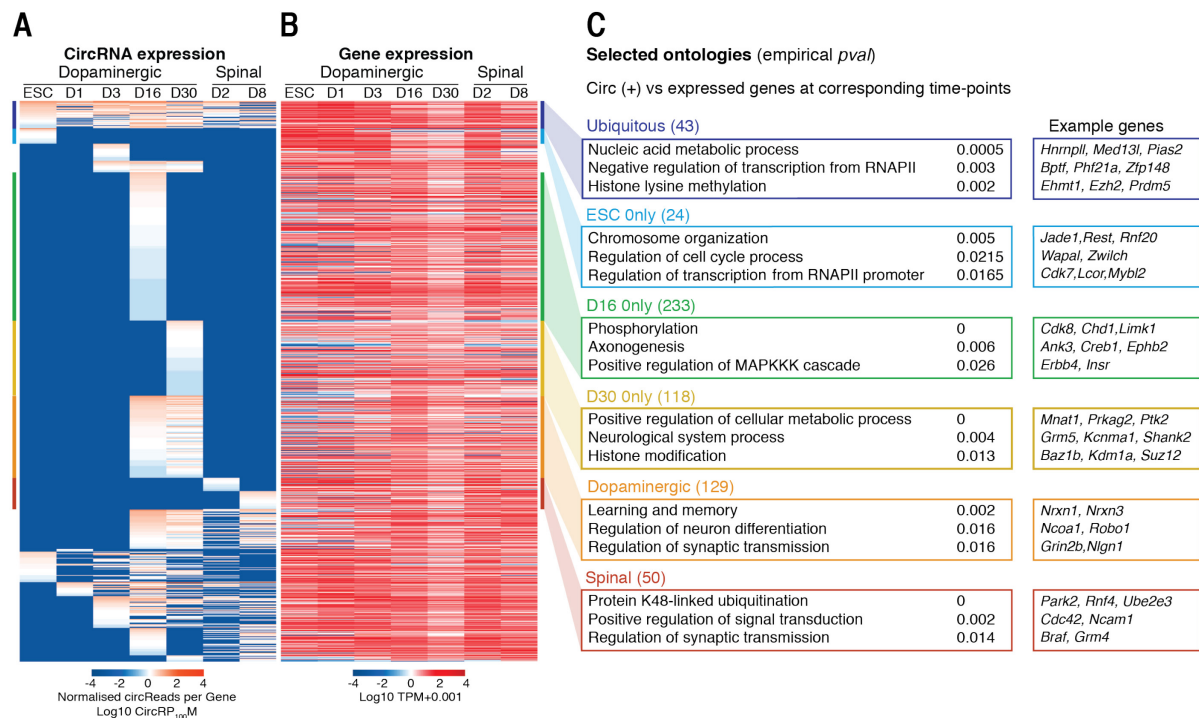 A
CircRNA expression
Dopaminergic Spinal
ESC D1 D3 D16 D30 D2 D8
-4 -2 0 2 4
Normalised circReads per Gene
Log10 CircRP100M
B
Gene expression
Dopaminergic Spinal
ESC D1 D3 D16 D30 D2 D8
-4 -2 0 2 4
Log10 TPM+0.001
C
Selected ontologies (empirical pval)
Circ (+) vs expressed genes at corresponding time-points
Example genes
Ubiquitous (43)
Nucleic acid metabolic process 0.0005 Hnrnpll, Med13l, Pias2
Negative regulation of transcription from RNAPII 0.003 Bptf, Phf21a, Zfp148
Histone lysine methylation 0.002 Ehmt1, Ezh2, Prdm5
ESC 0nly (24)
Chromosome organization 0.005 Jade1,Rest, Rnf20
Regulation of cell cycle process 0.0215 Wapal, Zwilch
Regulation of transcription from RNAPII promoter 0.0165 Cdk7,Lcor,Mybl2
D16 0nly (233)
Phosphorylation 0 Cdk8, Chd1,Limk1
Axonogenesis 0.006 Ank3, Creb1, Ephb2
Positive regulation of MAPKKK cascade 0.026 Erbb4, Insr
D30 0nly (118)
Positive regulation of cellular metabolic process 0 Mnat1, Prkag2, Ptk2
Neurological system process 0.004 Grm5, Kcnma1, Shank2
Histone modification 0.013 Baz1b, Kdm1a, Suz12
Dopaminergic (129)
Learning and memory 0.002 Nrxn1, Nrxn3
Regulation of neuron differentiation 0.016 Ncoa1, Robo1
Regulation of synaptic transmission 0.016 Grin2b,Nlgn1
Spinal (50)
Protein K48-linked ubiquitination 0 Park2, Rnf4, Ube2e3
Positive regulation of signal transduction 0.002 Cdc42, Ncam1
Regulation of synaptic transmission 0.014 Braf, Grm4